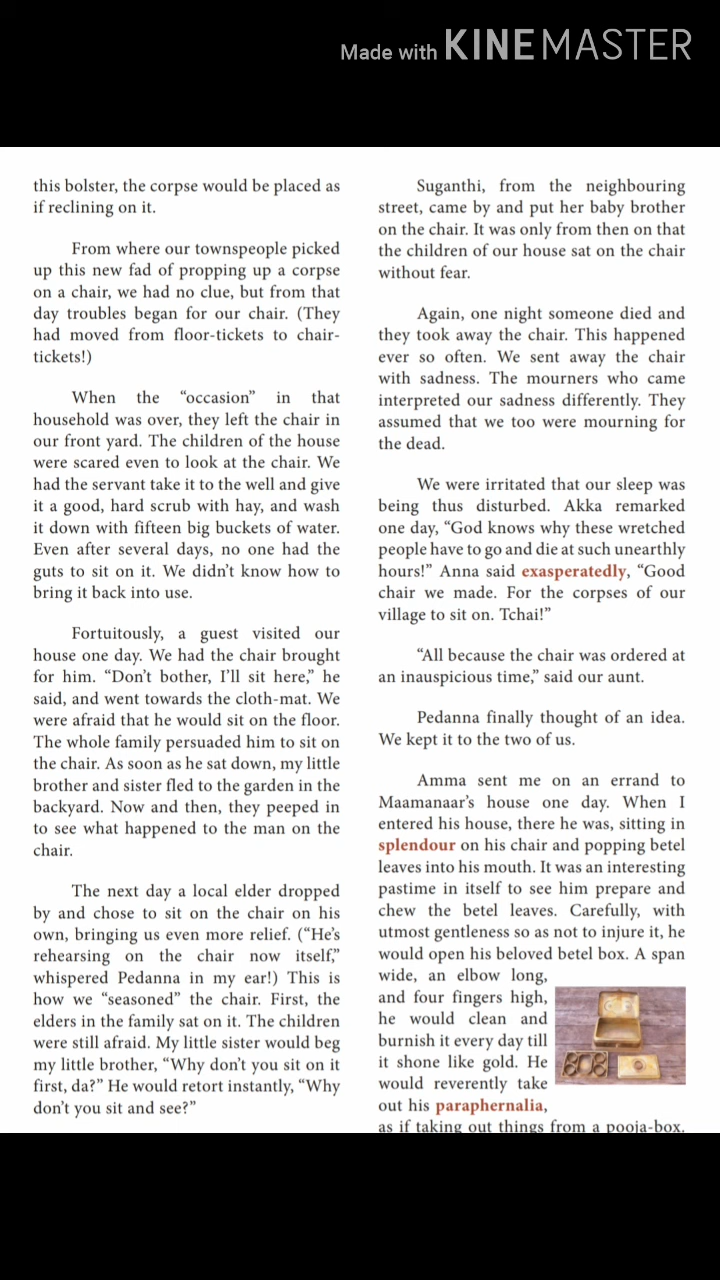 Made with KINEMASTER
this bolster, the corpse would be placed as
if reclining on it.
From where our townspeople picked
up this new fad of propping up a corpse
on a chair, we had no clue, but from that
day troubles began for our chair. (They
had moved from floor-tickets to chair-
tickets!)
When the “occasion” in that
household was over, they left the chair in
our front yard. The children of the house
were scared even to look at the chair. We
had the servant take it to the well and give
it a good, hard scrub with hay, and wash
it down with fifteen big buckets of water.
Even after several days, no one had the
guts to sit on it. We didn’t know how to
bring it back into use.
Fortuitously, a guest visited our
house one day. We had the chair brought
for him. “Don’t bother, I’ll sit here,” he
said, and went towards the cloth-mat. We
were afraid that he would sit on the floor.
The whole family persuaded him to sit on
the chair. As soon as he sat down, my little
brother and sister fled to the garden in the
backyard. Now and then, they peeped in
to see what happened to the man on the
chair.
The next day a local elder dropped
by and chose to sit on the chair on his
own, bringing us even more relief. (“He’s
rehearsing on the chair now itself,”
whispered Pedanna in my ear!) This is
how we “seasoned” the chair. First, the
elders in the family sat on it. The children
were still afraid. My little sister would beg
my little brother, “Why don’t you sit on it
first, da?” He would retort instantly, “Why
don’t you sit and see?”
Suganthi, from the neighbouring
street, came by and put her baby brother
on the chair. It was only from then on that
the children of our house sat on the chair
without fear.
Again, one night someone died and
they took away the chair. This happened
ever so often. We sent away the chair
with sadness. The mourners who came
interpreted our sadness differently. They
assumed that we too were mourning for
the dead.
We were irritated that our sleep was
being thus disturbed. Akka remarked
one day, “God knows why these wretched
people have to go and die at such unearthly
hours!” Anna said exasperatedly, “Good
chair we made. For the corpses of our
village to sit on. Tchai!”
“All because the chair was ordered at
an inauspicious time,” said our aunt.
Pedanna finally thought of an idea.
We kept it to the two of us.
Amma sent me on an errand to
Maamanaar’s house one day. When I
entered his house, there he was, sitting in
splendour on his chair and popping betel
leaves into his mouth. It was an interesting
pastime in itself to see him prepare and
chew the betel leaves. Carefully, with
utmost gentleness so as not to injure it, he
would open his beloved betel box. A span
wide, an elbow long,
and four fingers high,
he would clean and
burnish it every day till
it shone like gold. He
would reverently take
out his paraphernalia,
as if taking out things from a pooja-box.